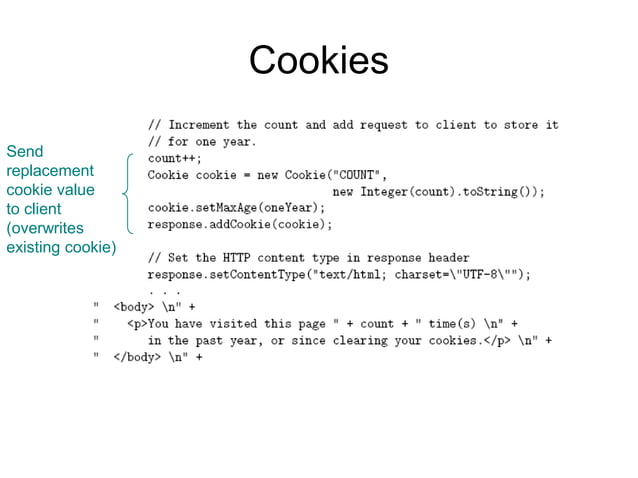 Cookies
Send
replacement
cookie value
to client
(overwrites
existing cookie)
// Increment the count and add request to client to store it
// for one year.
count++;
Cookie cookie = new Cookie("COUNT",
new Integer(count).toString());
cookie.setMaxAge(oneYear);
response.addCookie(cookie);
// Set the HTTP content type in response header
response.setContentType("text/html; charset=\"UTF-8\"");
. . .
" <body> \n" +
" <p>You have visited this page " + count + " time(s) \n" +
" in the past year, or since clearing your cookies.</p> \n" +
" </body> \n" +